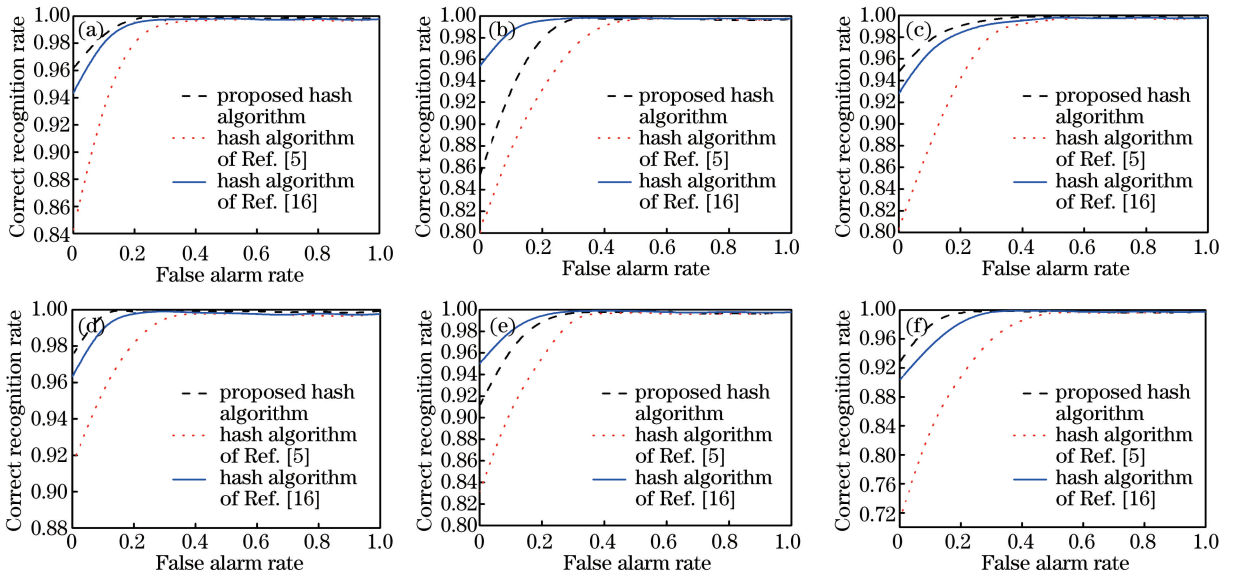 Correct recognition rate
1.00
0.98
0.96
0.94
0.92
0.90
0.88
0.86
0.84
(a)
proposed hash
algorithm
hash algorithm
of Ref. [5]
hash algorithm
of Ref. [16]
0 0.2 0.4 0.6 0.8 1.0
False alarm rate
Correct recognition rate
1.00
0.98
0.96
0.94
0.92
0.90
0.88
0.86
0.84
0.82
0.80
(b)
proposed hash
algorithm
hash algorithm
of Ref. [5]
hash algorithm
of Ref. [16]
0 0.2 0.4 0.6 0.8 1.0
False alarm rate
Correct recognition rate
1.00
0.98
0.96
0.94
0.92
0.90
0.88
0.86
0.84
0.82
0.80
(c)
proposed hash
algorithm
hash algorithm
of Ref. [5]
hash algorithm
of Ref. [16]
0 0.2 0.4 0.6 0.8 1.0
False alarm rate
Correct recognition rate
1.00
0.98
0.96
0.94
0.92
0.90
0.88
(d)
proposed hash
algorithm
hash algorithm
of Ref. [5]
hash algorithm
of Ref. [16]
0 0.2 0.4 0.6 0.8 1.0
False alarm rate
Correct recognition rate
1.00
0.98
0.96
0.94
0.92
0.90
0.88
0.86
0.84
0.82
0.80
(e)
proposed hash
algorithm
hash algorithm
of Ref. [5]
hash algorithm
of Ref. [16]
0 0.2 0.4 0.6 0.8 1.0
False alarm rate
Correct recognition rate
1.00
0.96
0.92
0.88
0.84
0.80
0.76
0.72
(f)
proposed hash
algorithm
hash algorithm
of Ref. [5]
hash algorithm
of Ref. [16]
0 0.2 0.4 0.6 0.8 1.0
False alarm rate